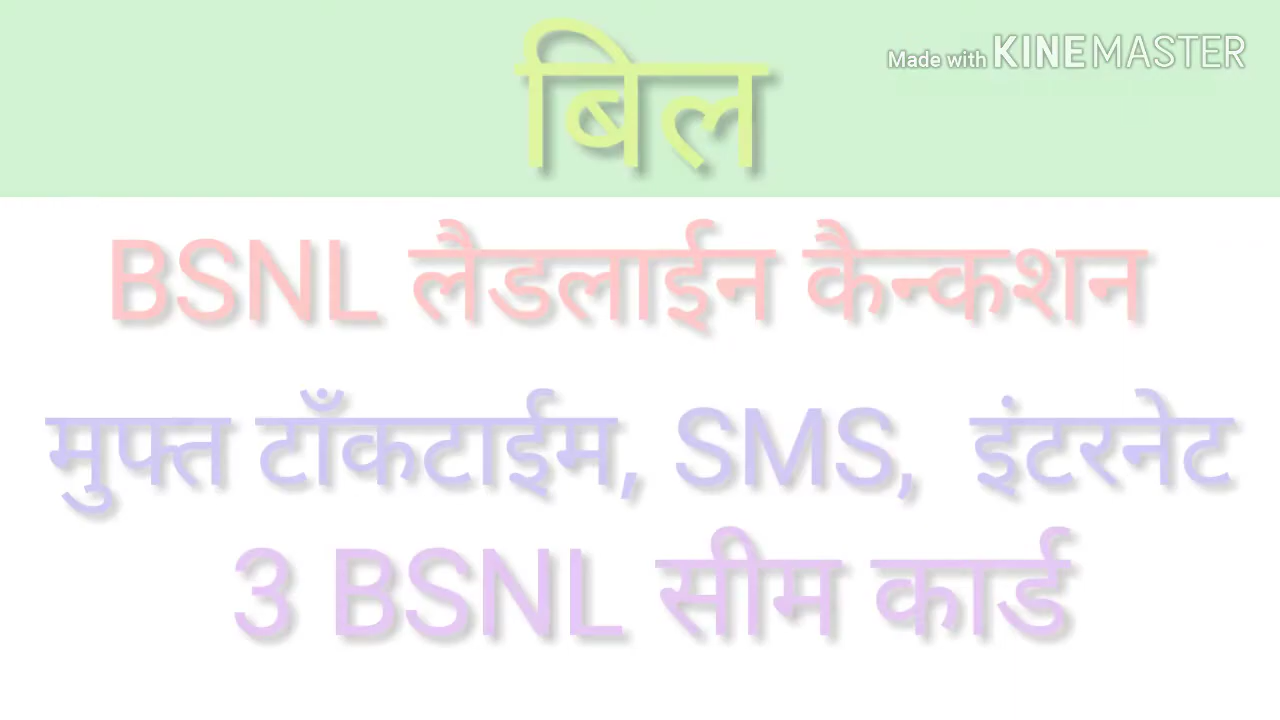 बिल
Made with KINEMASTER
BSNL लैडलाईन कैन्कशन
मुफ्त टाँकटाईम, SMS, इंटरनेट
3 BSNL सीम कार्ड